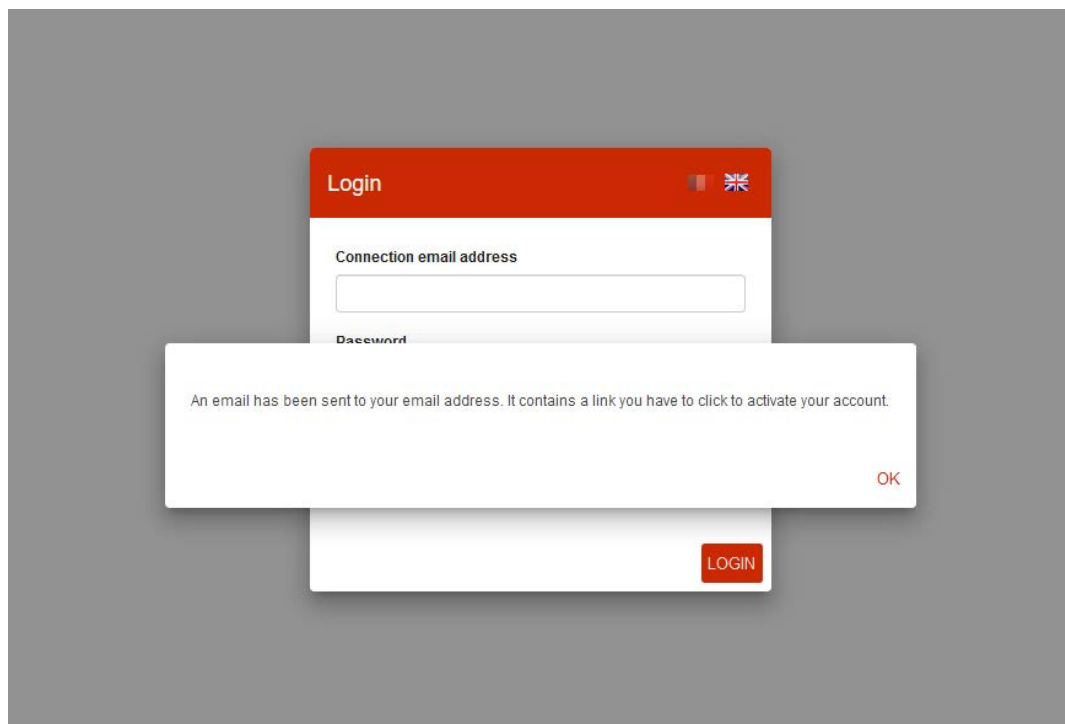 Login
Connection email address
Password
An email has been sent to your email address. It contains a link you have to click to activate your account.
OK
LOGIN